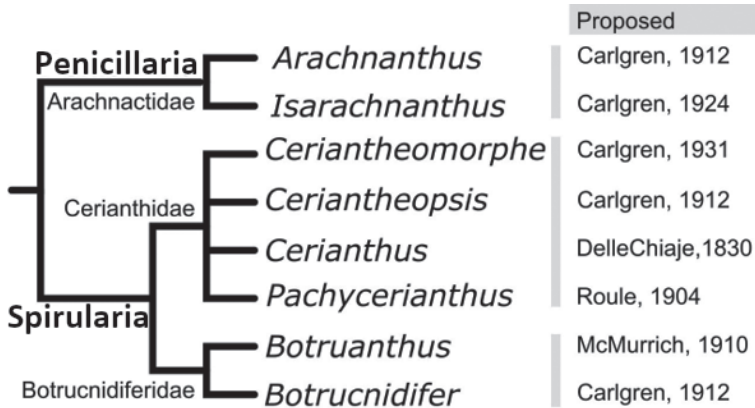 Proposed
Penicillaria
Arachnanthus Carlgren, 1912
Arachnactidae
Isarachnanthus Carlgren, 1924
Ceriantheomorphe Carlgren, 1931
Cerianthidae
Ceriantheopsis Carlgren, 1912
Cerianthus DelleChiaje,1830
Pachycerianthus Roule, 1904
Spirularia
Botruanthus McMurrich, 1910
Botrucnidiferidae
Botrucnidifer Carlgren, 1912